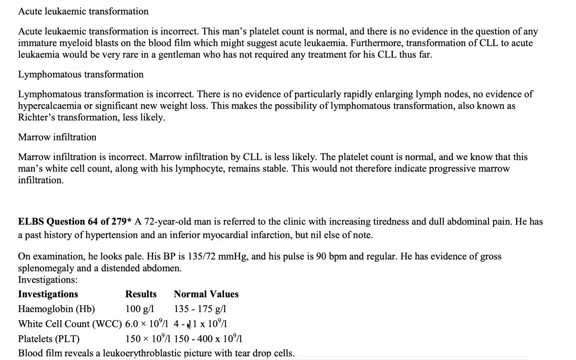 Acute leukaemic transformation
Acute leukaemic transformation is incorrect. This man's platelet count is normal, and there is no evidence in the question of any
immature myeloid blasts on the blood film which might suggest acute leukaemia. Furthermore, transformation of CLL to acute
leukaemia would be very rare in a gentleman who has not required any treatment for his CLL thus far.
Lymphomatous transformation
Lymphomatous transformation is incorrect. There is no evidence of particularly rapidly enlarging lymph nodes, no evidence of
hypercalcaemia or significant new weight loss. This makes the possibility of lymphomatous transformation, also known as
Richter's transformation, less likely.
Marrow infiltration
Marrow infiltration is incorrect. Marrow infiltration by CLL is less likely. The platelet count is normal, and we know that this
man's white cell count, along with his lymphocyte, remains stable. This would not therefore indicate progressive marrow
infiltration.
ELBS Question 64 of 279* A 72-year-old man is referred to the clinic with increasing tiredness and dull abdominal pain. He has
a past history of hypertension and an inferior myocardial infarction, but nil else of note.
On examination, he looks pale. His BP is 135/72 mmHg, and his pulse is 90 bpm and regular. He has evidence of gross
splenomegaly and a distended abdomen.
Investigations:
Investigations Results Normal Values
Haemoglobin (Hb) 100 g/l 135 - 175 g/l
White Cell Count (WCC) 6.0 × 10⁹/l 4 - 11 x 10⁹/l
Platelets (PLT) 150 × 10⁹/l 150 - 400 x 10⁹/l
Blood film reveals a leukoerythroblastic picture with tear drop cells.